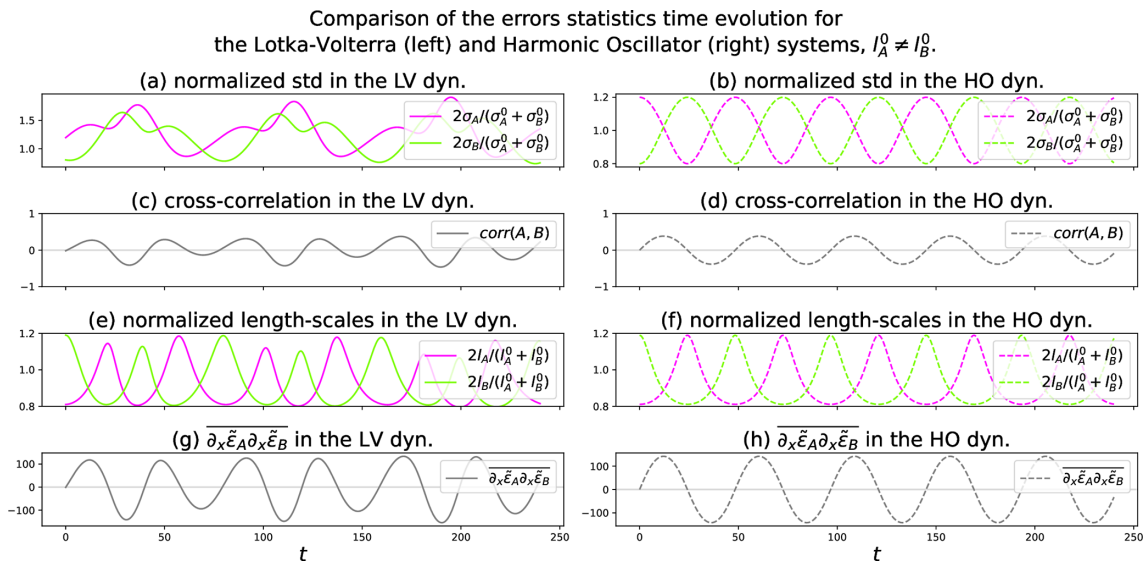 Comparison of the errors statistics time evolution for
the Lotka-Volterra (left) and Harmonic Oscillator (right) systems, $l_A^0 \neq l_B^0$.
(a) normalized std in the LV dyn.
1.5
1.0
$2\sigma_A/(\sigma_A^0 + \sigma_B^0)$
$2\sigma_B/(\sigma_A^0 + \sigma_B^0)$
(b) normalized std in the HO dyn.
1.2
1.0
0.8
$2\sigma_A/(\sigma_A^0 + \sigma_B^0)$
$2\sigma_B/(\sigma_A^0 + \sigma_B^0)$
(c) cross-correlation in the LV dyn.
1
0
−1
corr(A, B)
(d) cross-correlation in the HO dyn.
1
0
−1
corr(A, B)
(e) normalized length-scales in the LV dyn.
1.2
1.0
0.8
$2l_A/(l_A^0 + l_B^0)$
$2l_B/(l_A^0 + l_B^0)$
(f) normalized length-scales in the HO dyn.
1.2
1.0
0.8
$2l_A/(l_A^0 + l_B^0)$
$2l_B/(l_A^0 + l_B^0)$
(g) $\overline{\partial_x \tilde{\varepsilon}_A \partial_x \tilde{\varepsilon}_B}$ in the LV dyn.
100
0
−100
$\overline{\partial_x \tilde{\varepsilon}_A \partial_x \tilde{\varepsilon}_B}$
0 50 100 150 200 250
t
(h) $\overline{\partial_x \tilde{\varepsilon}_A \partial_x \tilde{\varepsilon}_B}$ in the HO dyn.
100
0
−100
$\overline{\partial_x \tilde{\varepsilon}_A \partial_x \tilde{\varepsilon}_B}$
0 50 100 150 200 250
t